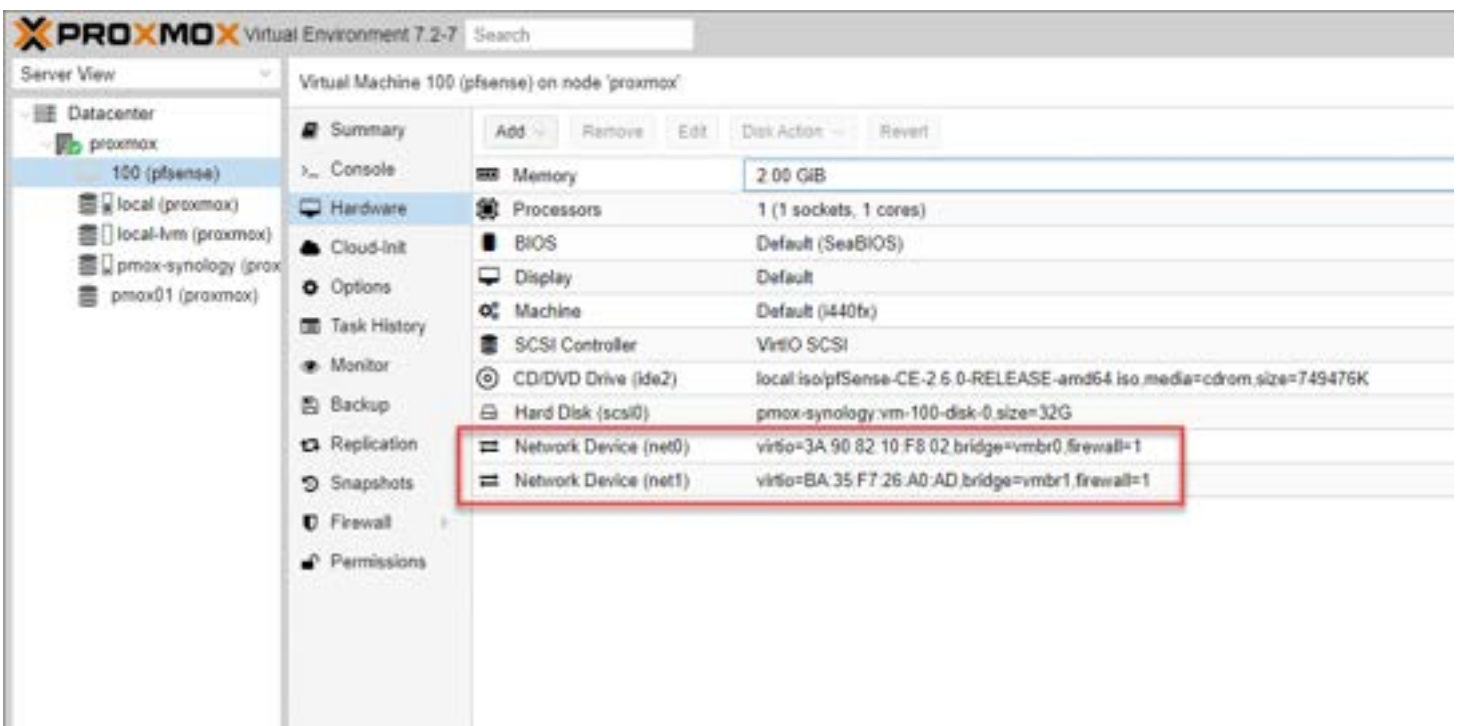 PROXMOX Virtual Environment 7.2-7 Search
Server View
Datacenter
proxmox
100 (pfsense)
local (proxmox)
local-lvm (proxmox)
pmox-synology (prox
pmox01 (proxmox)
Virtual Machine 100 (pfsense) on node 'proxmox'
Summary
Console
Hardware
Cloud-Init
Options
Task History
Monitor
Backup
Replication
Snapshots
Firewall
Permissions
Add Remove Edit Disk Action Revert
Memory 2.00 GiB
Processors 1 (1 sockets, 1 cores)
BIOS Default (SeaBIOS)
Display Default
Machine Default (i440fx)
SCSI Controller VirtIO SCSI
CD/DVD Drive (ide2) local:iso/pfSense-CE-2.6.0-RELEASE-amd64.iso,media=cdrom,size=749476K
Hard Disk (scsi0) pmox-synology:vm-100-disk-0,size=32G
Network Device (net0) virtio=3A:90:82:10:F8:02,bridge=vmbr0,firewall=1
Network Device (net1) virtio=BA:35:F7:26:A0:AD,bridge=vmbr1,firewall=1